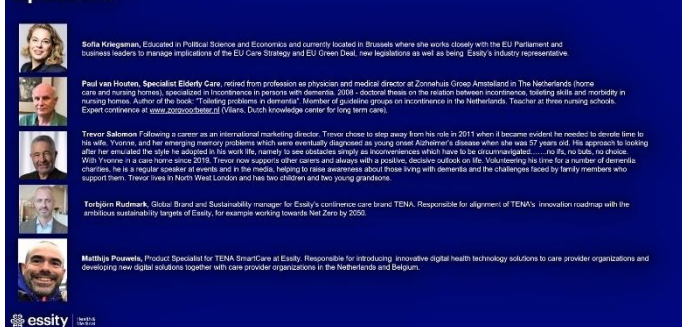 Sofia Kriegsman, Educated in Political Science and Economics and currently located in Brussels where she works closely with the EU Parliament and
business leaders to manage implications of the EU Care Strategy and EU Green Deal, new legislations as well as being Essity's industry representative.
Paul van Houten, Specialist Elderly Care, retired from profession as physician and medical director at Zonnehuis Groep Amstelland in The Netherlands (home
care and nursing homes), specialized in Incontinence in persons with dementia. 2008 - doctoral thesis on the relation between incontinence, toileting skills and morbidity in
nursing homes. Author of the book: "Toileting problems in dementia". Member of guideline groups on incontinence in the Netherlands. Teacher at three nursing schools.
Expert continence at www.zorgvoorbeter.nl (Vilans, Dutch knowledge center for long term care).
Trevor Salomon Following a career as an international marketing director, Trevor chose to step away from his role in 2011 when it became evident he needed to devote time to
his wife, Yvonne, and her emerging memory problems which were eventually diagnosed as young onset Alzheimer's disease when she was 57 years old. His approach to looking
after her emulated the style he adopted in his work life, namely to see obstacles simply as inconveniences which have to be circumnavigated.......no ifs, no buts, no choice.
With Yvonne in a care home since 2019, Trevor now supports other carers and always with a positive, decisive outlook on life. Volunteering his time for a number of dementia
charities, he is a regular speaker at events and in the media, helping to raise awareness about those living with dementia and the challenges faced by family members who
support them. Trevor lives in North West London and has two children and two young grandsons.
Torbjörn Rudmark, Global Brand and Sustainability manager for Essity's continence care brand TENA. Responsible for alignment of TENA's innovation roadmap with the
ambitious sustainability targets of Essity, for example working towards Net Zero by 2050.
Matthijs Pouwels, Product Specialist for TENA SmartCare at Essity. Responsible for introducing innovative digital health technology solutions to care provider organizations and
developing new digital solutions together with care provider organizations in the Netherlands and Belgium.
essity Health &
Medical